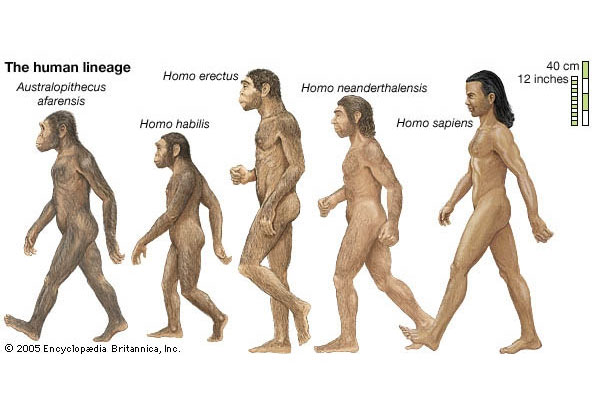 The human lineage
Australopithecus
afarensis
Homo habilis
Homo erectus
Homo neanderthalensis
Homo sapiens
40 cm
12 inches
© 2005 Encyclopædia Britannica, Inc.